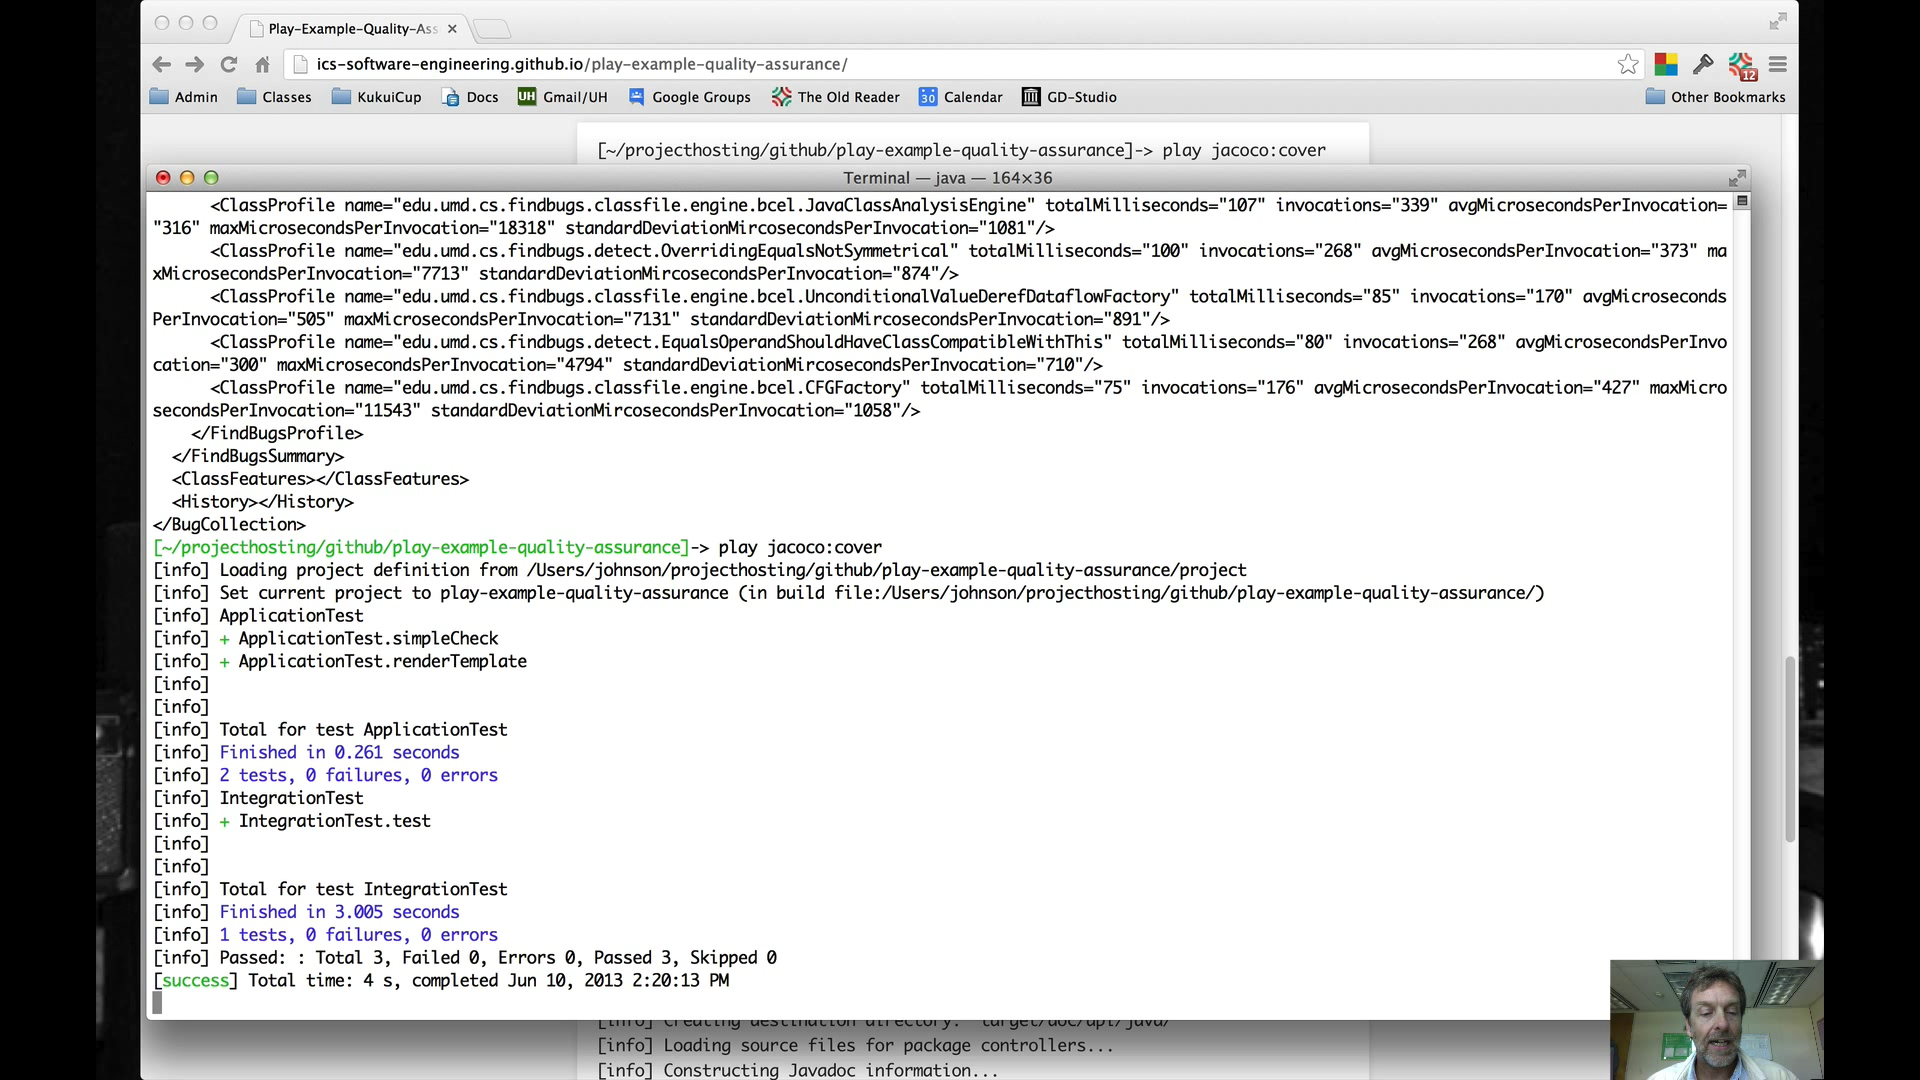 Play-Example-Quality-Ass
ics-software-engineering.github.io/play-example-quality-assurance/
12
Admin Classes KukuiCup Docs UH Gmail/UH Google Groups The Old Reader 30 Calendar GD-Studio Other Bookmarks
[~/projecthosting/github/play-example-quality-assurance]-> play jacoco:cover
Terminal — java — 164×36
<ClassProfile name="edu.umd.cs.findbugs.classfile.engine.bcel.JavaClassAnalysisEngine" totalMilliseconds="107" invocations="339" avgMicrosecondsPerInvocation=
"316" maxMicrosecondsPerInvocation="18318" standardDeviationMircosecondsPerInvocation="1081"/>
<ClassProfile name="edu.umd.cs.findbugs.detect.OverridingEqualsNotSymmetrical" totalMilliseconds="100" invocations="268" avgMicrosecondsPerInvocation="373" ma
xMicrosecondsPerInvocation="7713" standardDeviationMircosecondsPerInvocation="874"/>
<ClassProfile name="edu.umd.cs.findbugs.classfile.engine.bcel.UnconditionalValueDerefDataflowFactory" totalMilliseconds="85" invocations="170" avgMicroseconds
PerInvocation="505" maxMicrosecondsPerInvocation="7131" standardDeviationMircosecondsPerInvocation="891"/>
<ClassProfile name="edu.umd.cs.findbugs.detect.EqualsOperandShouldHaveClassCompatibleWithThis" totalMilliseconds="80" invocations="268" avgMicrosecondsPerInvo
cation="300" maxMicrosecondsPerInvocation="4794" standardDeviationMircosecondsPerInvocation="710"/>
<ClassProfile name="edu.umd.cs.findbugs.classfile.engine.bcel.CFGFactory" totalMilliseconds="75" invocations="176" avgMicrosecondsPerInvocation="427" maxMicro
secondsPerInvocation="11543" standardDeviationMircosecondsPerInvocation="1058"/>
</FindBugsProfile>
</FindBugsSummary>
<ClassFeatures></ClassFeatures>
<History></History>
</BugCollection>
[~/projecthosting/github/play-example-quality-assurance]-> play jacoco:cover
[info] Loading project definition from /Users/johnson/projecthosting/github/play-example-quality-assurance/project
[info] Set current project to play-example-quality-assurance (in build file:/Users/johnson/projecthosting/github/play-example-quality-assurance/)
[info] ApplicationTest
[info] + ApplicationTest.simpleCheck
[info] + ApplicationTest.renderTemplate
[info]
[info]
[info] Total for test ApplicationTest
[info] Finished in 0.261 seconds
[info] 2 tests, 0 failures, 0 errors
[info] IntegrationTest
[info] + IntegrationTest.test
[info]
[info]
[info] Total for test IntegrationTest
[info] Finished in 3.005 seconds
[info] 1 tests, 0 failures, 0 errors
[info] Passed: : Total 3, Failed 0, Errors 0, Passed 3, Skipped 0
[success] Total time: 4 s, completed Jun 10, 2013 2:20:13 PM
[info] Creating destination directory: "target/doc/api/java/"
[info] Loading source files for package controllers...
[info] Constructing Javadoc information...